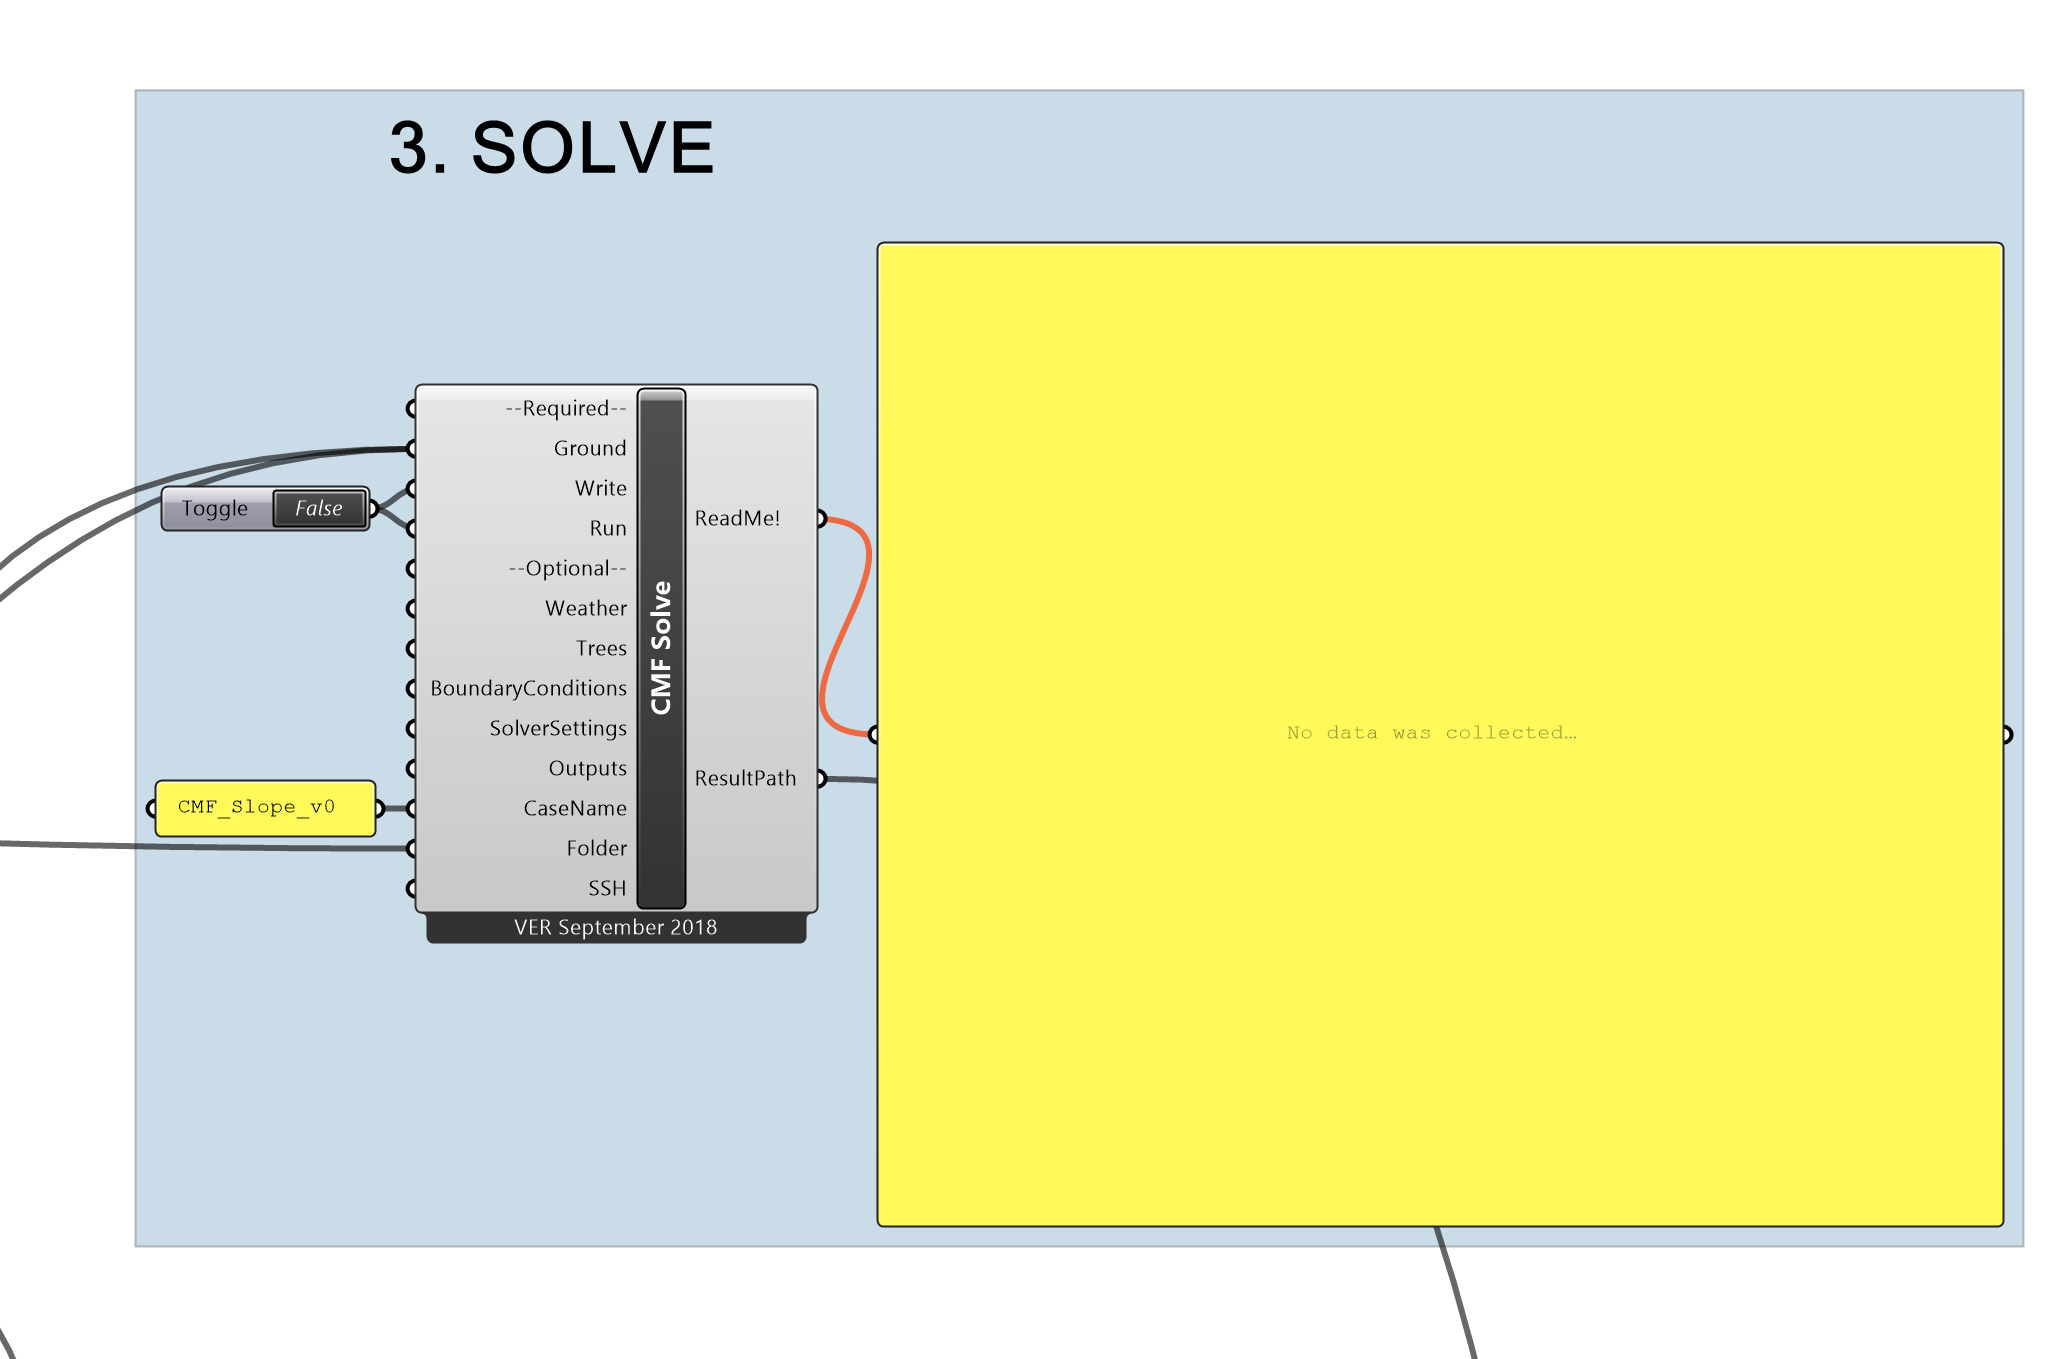 3. SOLVE
--Required--
Ground
Write
Run
--Optional--
Weather
Trees
BoundaryConditions
SolverSettings
Outputs
CaseName
Folder
SSH
CMF Solve
ReadMe!
ResultPath
VER September 2018
Toggle False
CMF_Slope_v0
No data was collected…